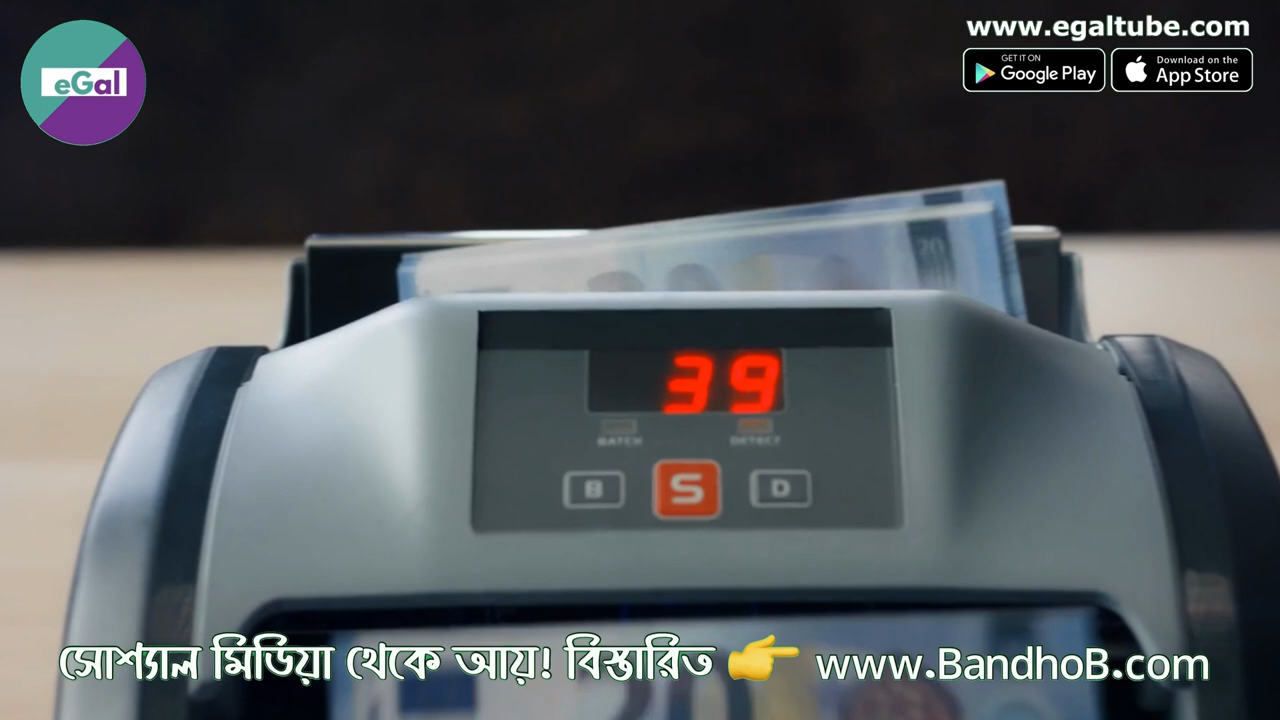 eGal
www.egaltube.com
GET IT ON
Google Play
Download on the
App Store
20
39
BATCH
DETECT
B
S
D
সোশ্যাল মিডিয়া থেকে আয়! বিস্তারিত 👉 www.BandhoB.com